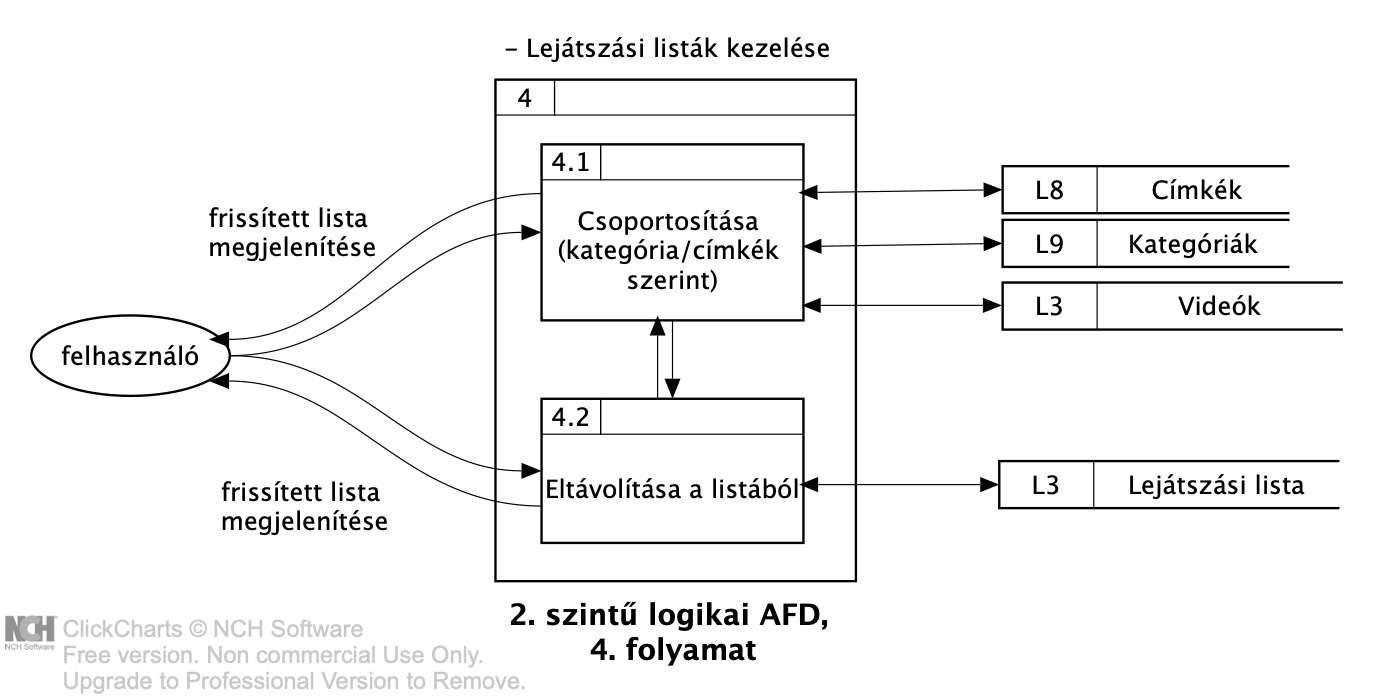 – Lejátszási listák kezelése
4
4.1
Csoportosítása
(kategória/címkék
szerint)
frissített lista
megjelenítése
L8 Címkék
L9 Kategóriák
L3 Videók
felhasználó
4.2
Eltávolítása a listából
L3 Lejátszási lista
frissített lista
megjelenítése
2. szintű logikai AFD,
4. folyamat
NCH
NCH Software
ClickCharts © NCH Software
Free version. Non commercial Use Only.
Upgrade to Professional Version to Remove.